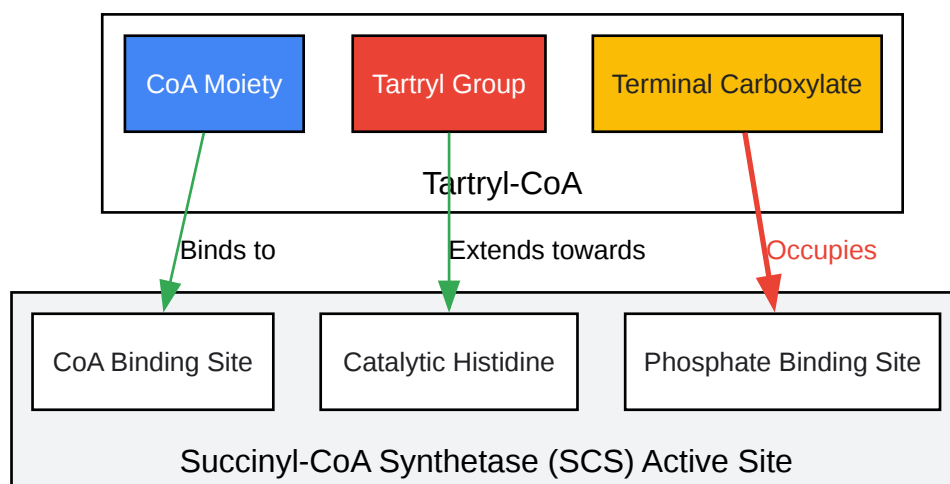 CoA Moiety
Tartryl Group
Terminal Carboxylate
Tartryl-CoA
Binds to
Extends towards
Occupies
CoA Binding Site
Catalytic Histidine
Phosphate Binding Site
Succinyl-CoA Synthetase (SCS) Active Site